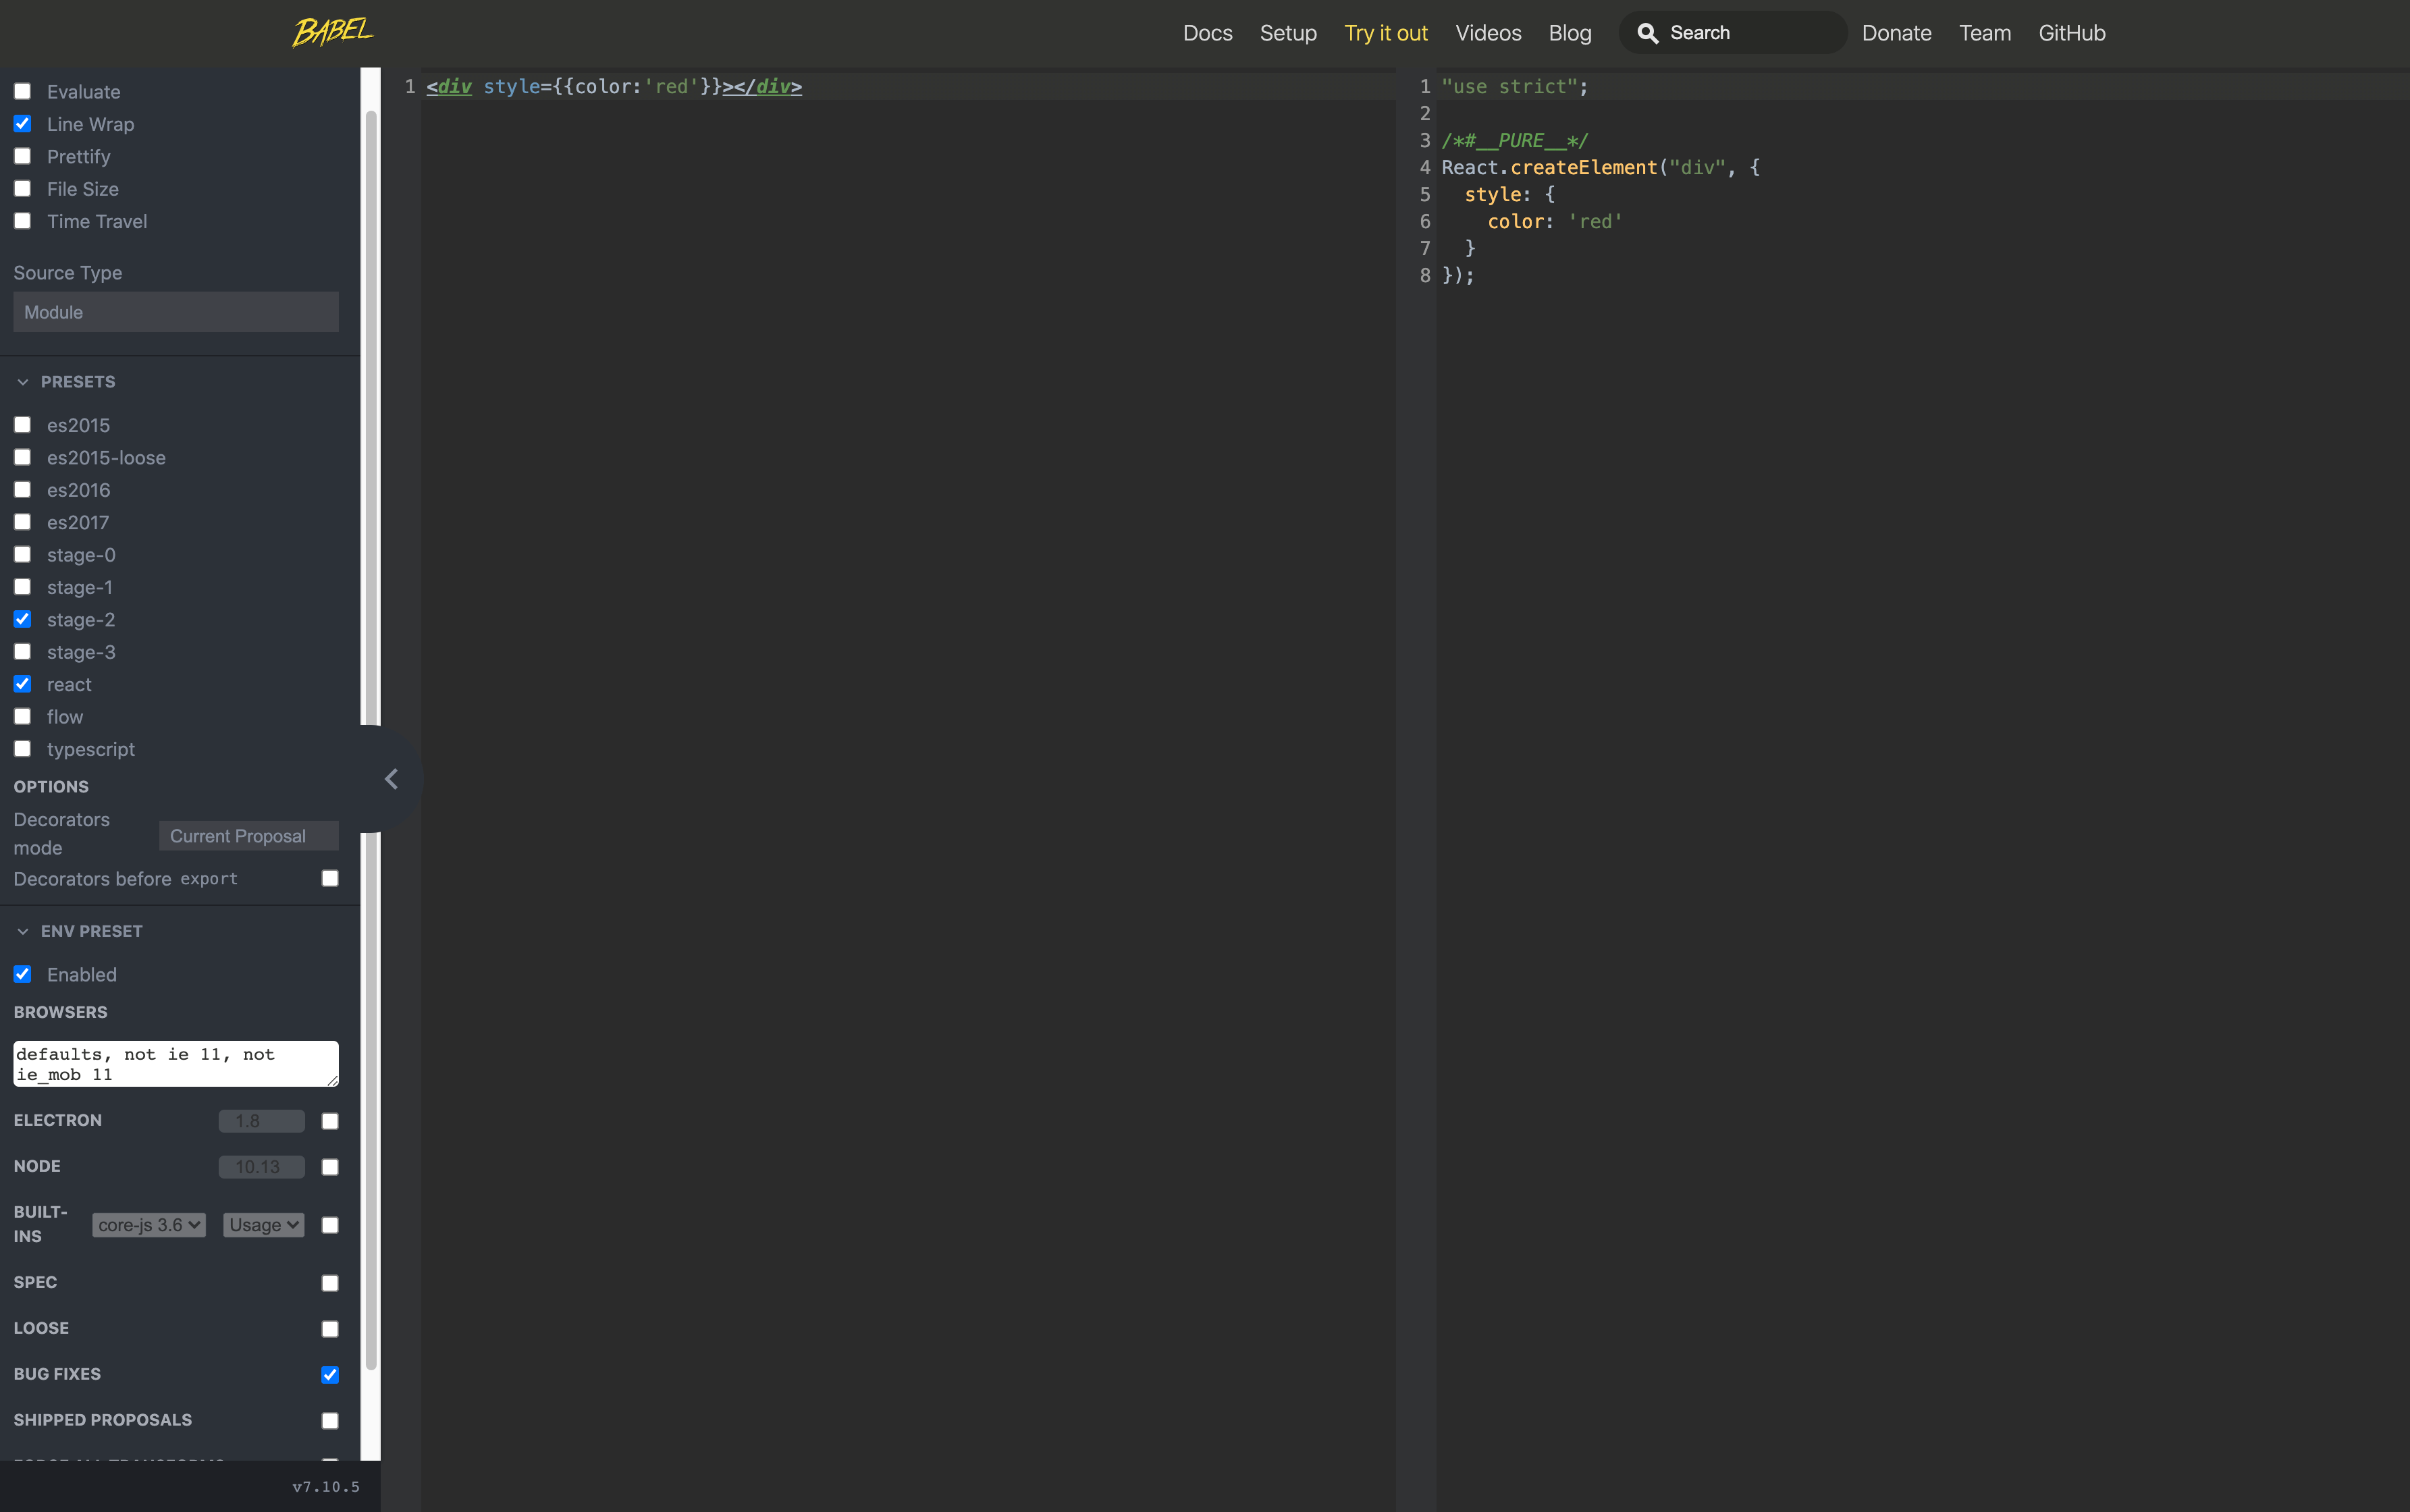 BABEL
Docs Setup Try it out Videos Blog Search Donate Team GitHub
Evaluate
Line Wrap
Prettify
File Size
Time Travel
Source Type
Module
PRESETS
es2015
es2015-loose
es2016
es2017
stage-0
stage-1
stage-2
stage-3
react
flow
typescript
OPTIONS
Decorators
mode
Current Proposal
Decorators before export
ENV PRESET
Enabled
BROWSERS
defaults, not ie 11, not
ie_mob 11
ELECTRON 1.8
NODE 10.13
BUILT-
INS
core-js 3.6 Usage
SPEC
LOOSE
BUG FIXES
SHIPPED PROPOSALS
v7.10.5
1 <div style={{color:'red'}}></div>
1 "use strict";
2
3 /*#__PURE__*/
4 React.createElement("div", {
5   style: {
6     color: 'red'
7   }
8 });